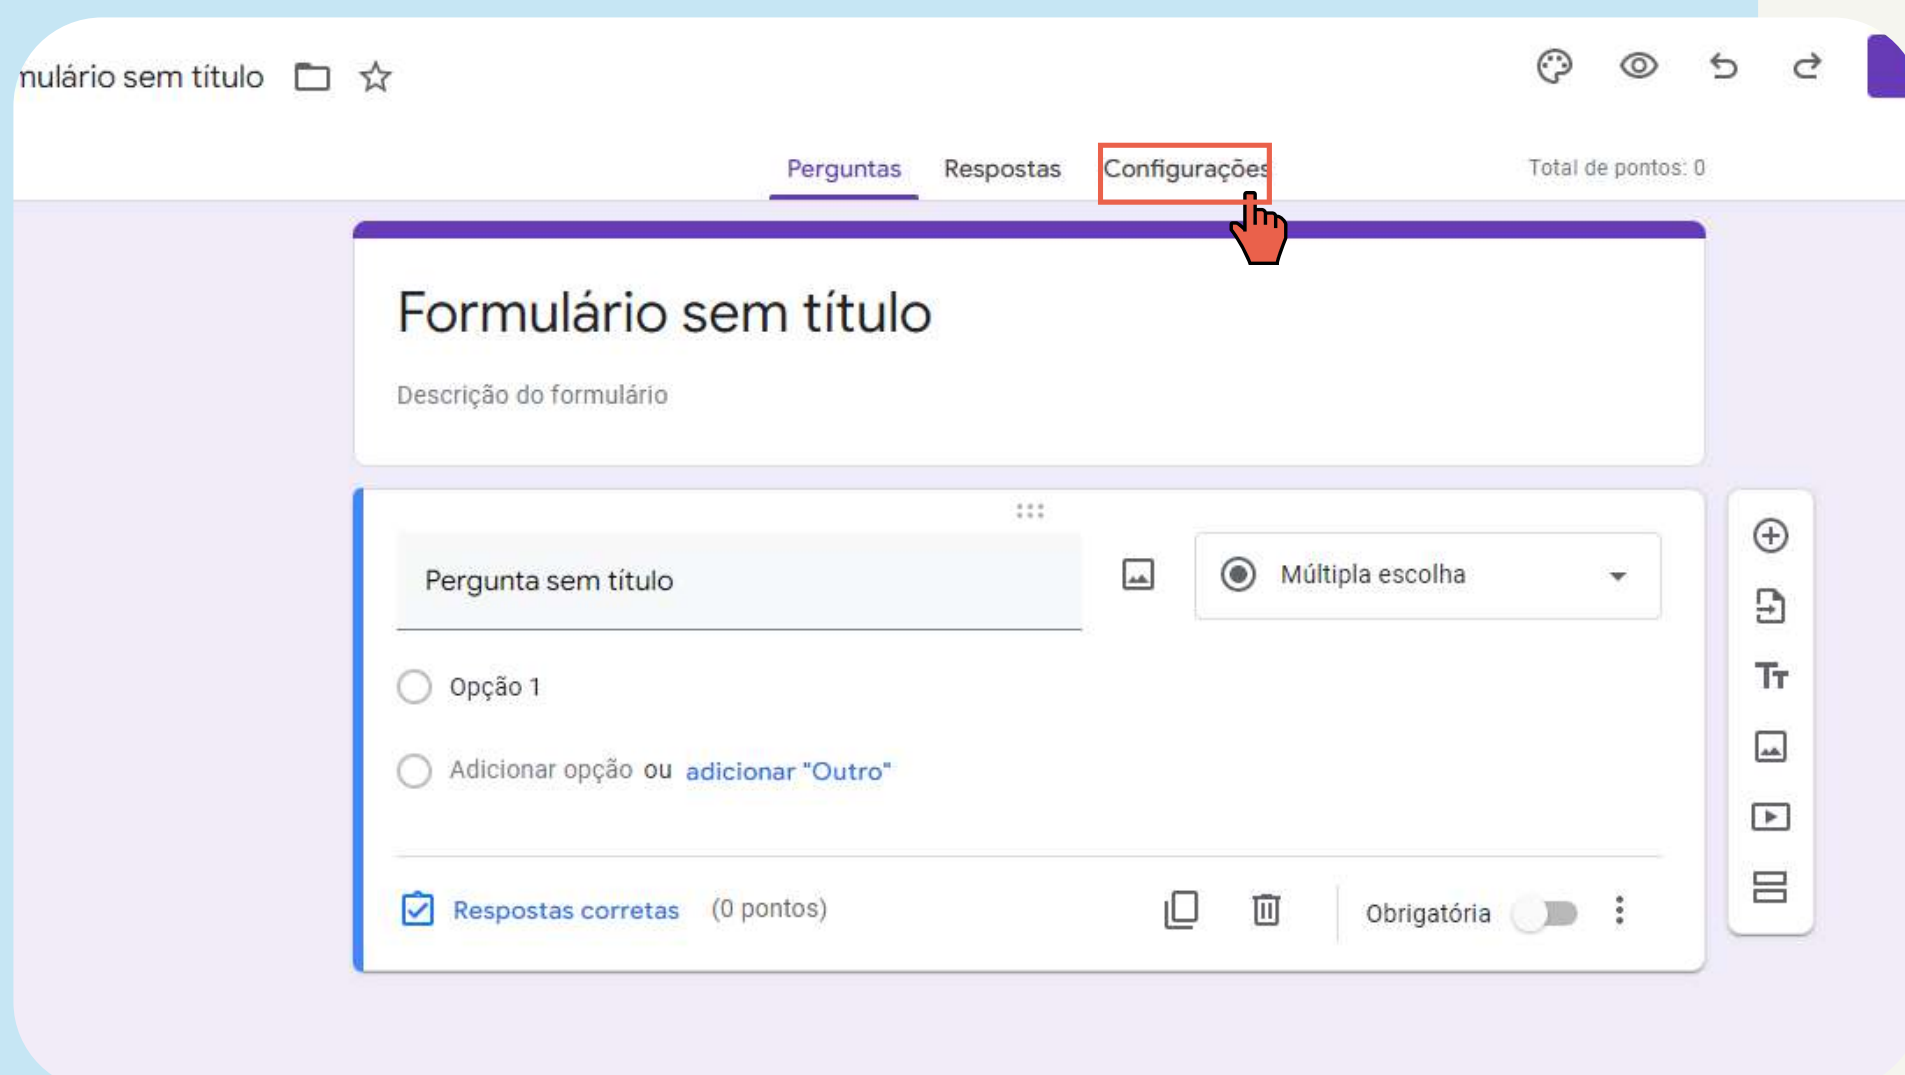 mulário sem título
Perguntas Respostas Configurações Total de pontos: 0
Formulário sem título
Descrição do formulário
Pergunta sem título
Múltipla escolha
Opção 1
Adicionar opção ou adicionar "Outro"
Respostas corretas (0 pontos) Obrigatória